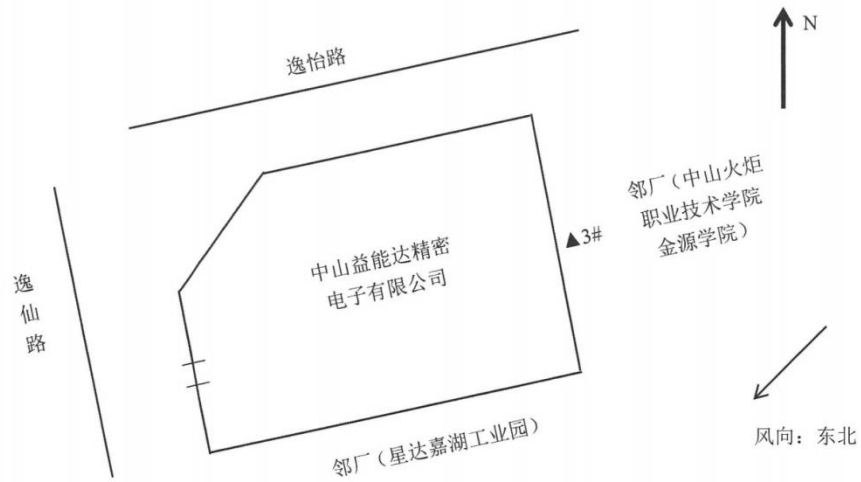 逸怡路
N
邻厂（中山火炬
职业技术学院
金源学院）
▲3#
中山益能达精密
电子有限公司
逸
仙
路
邻厂（星达嘉湖工业园）
风向：东北